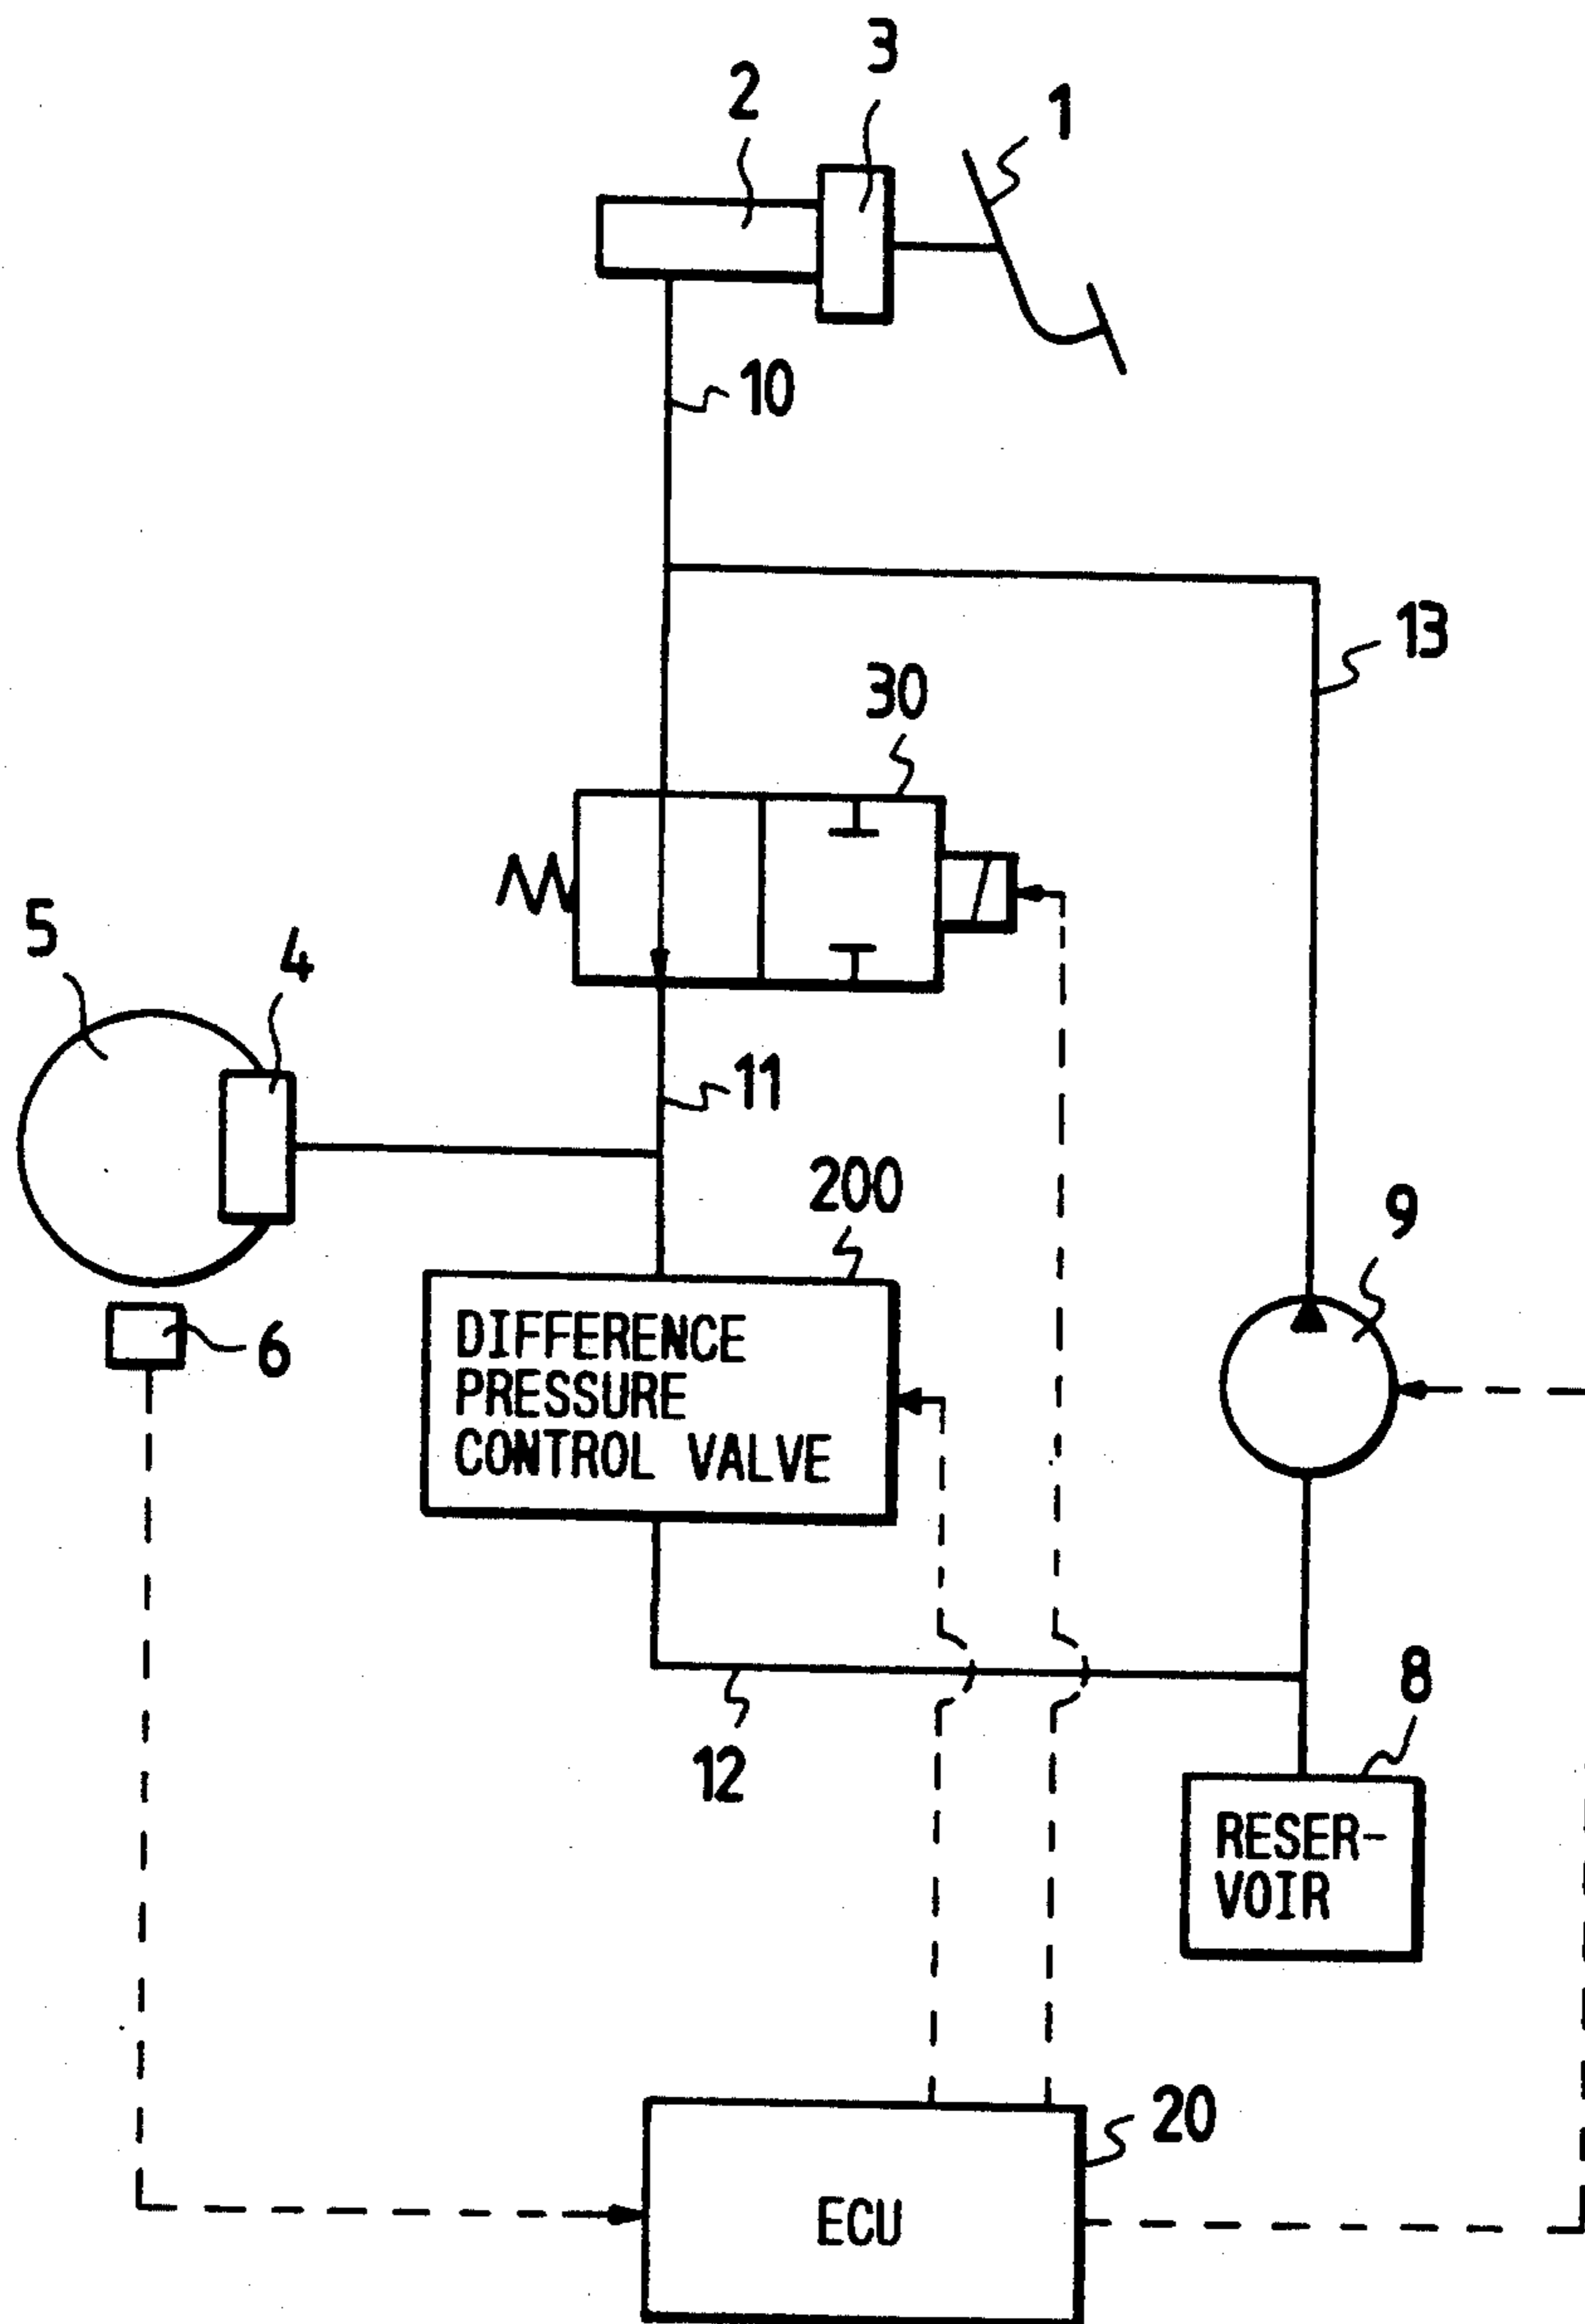 3
2
1
10
13
30
5
4
11
200
9
DIFFERENCE
PRESSURE
CONTROL VALVE
6
8
12
RESER-
VOIR
20
ECU